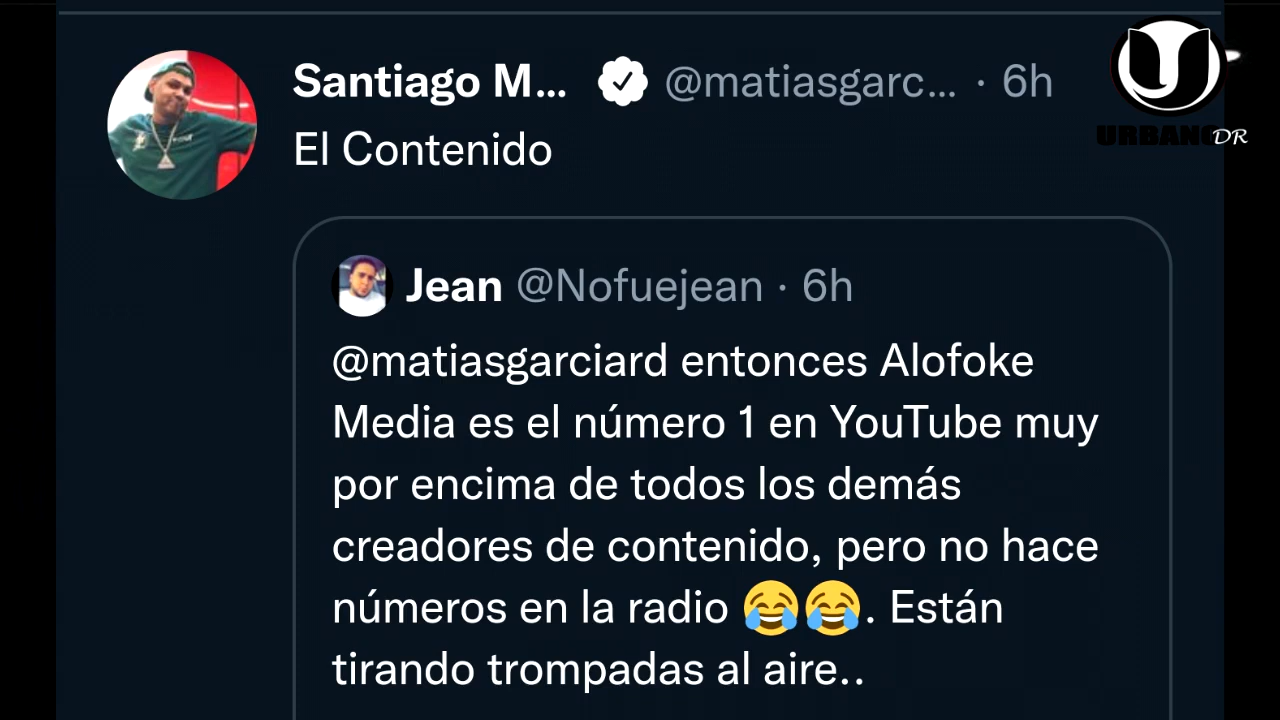 Santiago M... @matiasgarc... · 6h
El Contenido
Jean @Nofuejean · 6h
@matiasgarciard entonces Alofoke
Media es el número 1 en YouTube muy
por encima de todos los demás
creadores de contenido, pero no hace
números en la radio 😂😂. Están
tirando trompadas al aire..
URBANO DR